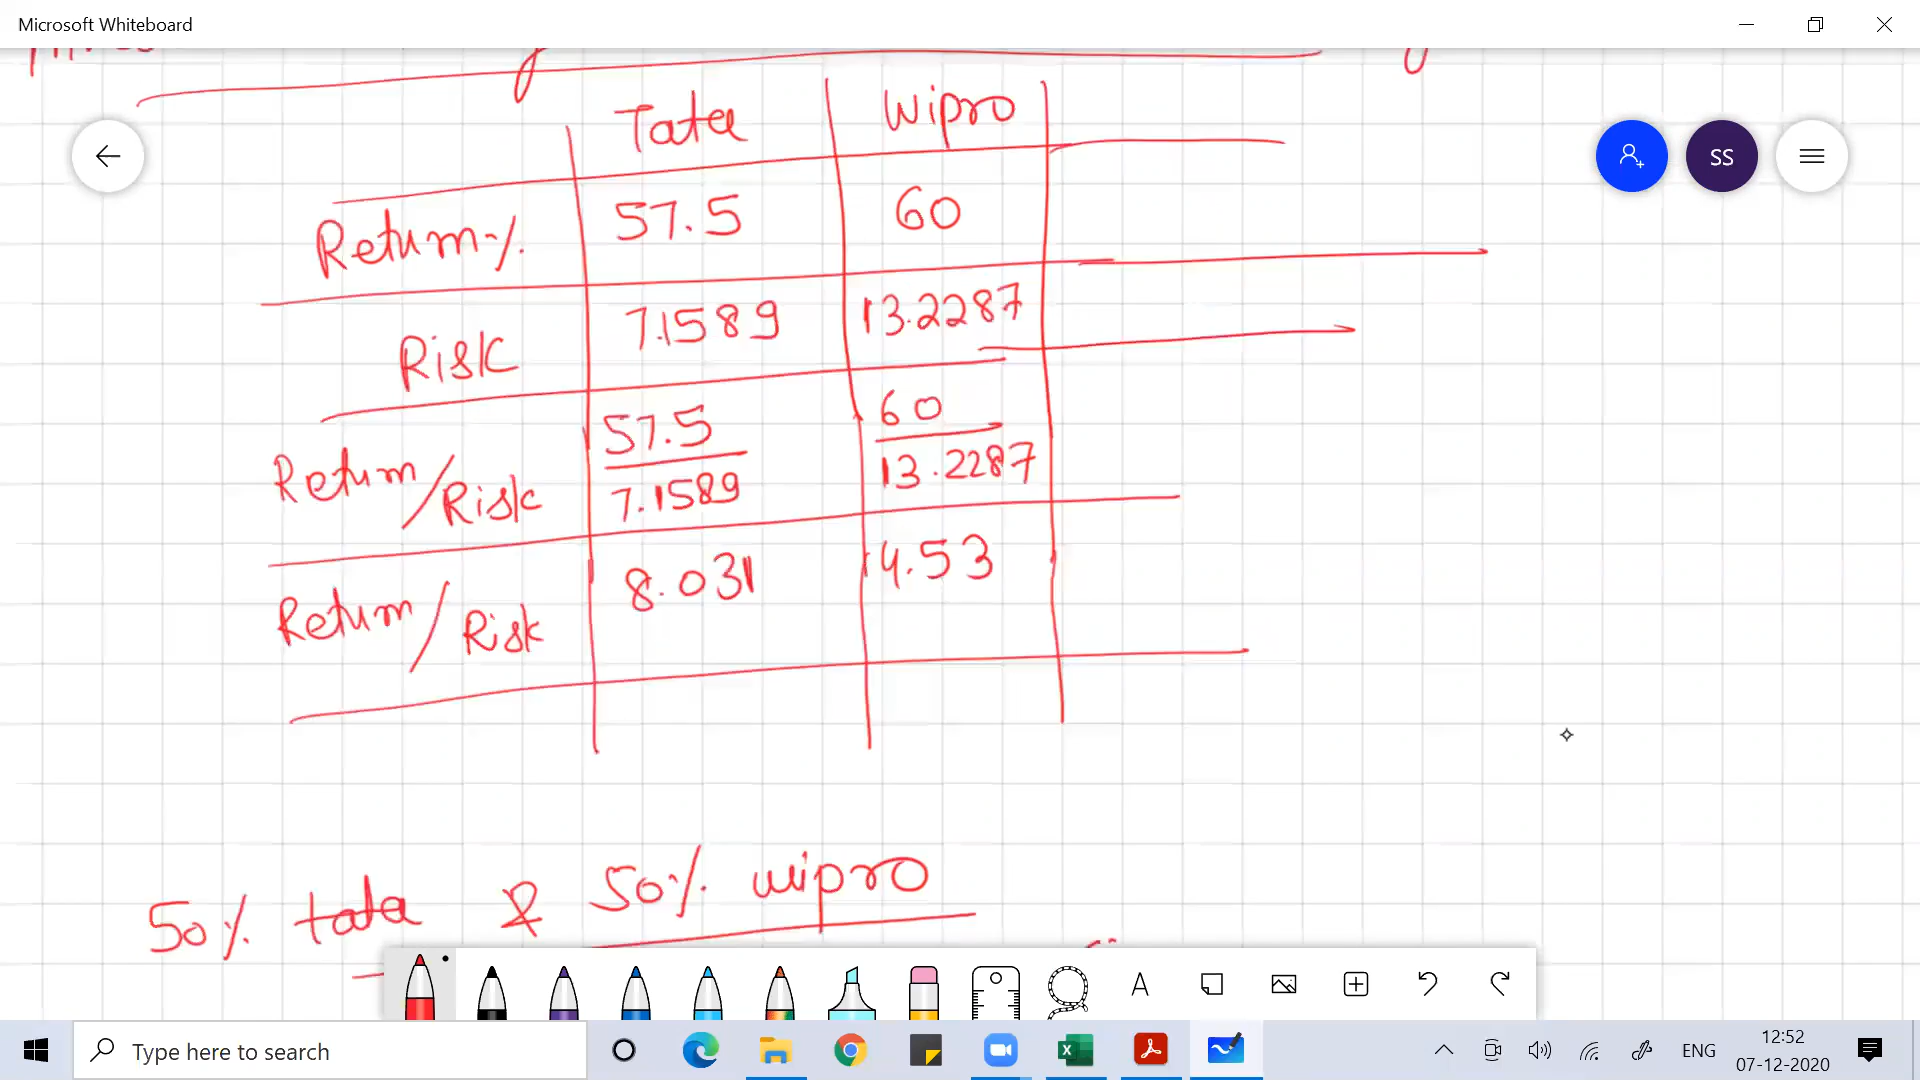 Microsoft Whiteboard
Tata Wipro
Return % 57.5 60
Risk 7.1589 13.2287
Return/Risk 57.5/7.1589 60/13.2287
Return/Risk 8.031 4.53
50% tata & 50% wipro
SS
A
Type here to search
ENG
12:52
07-12-2020